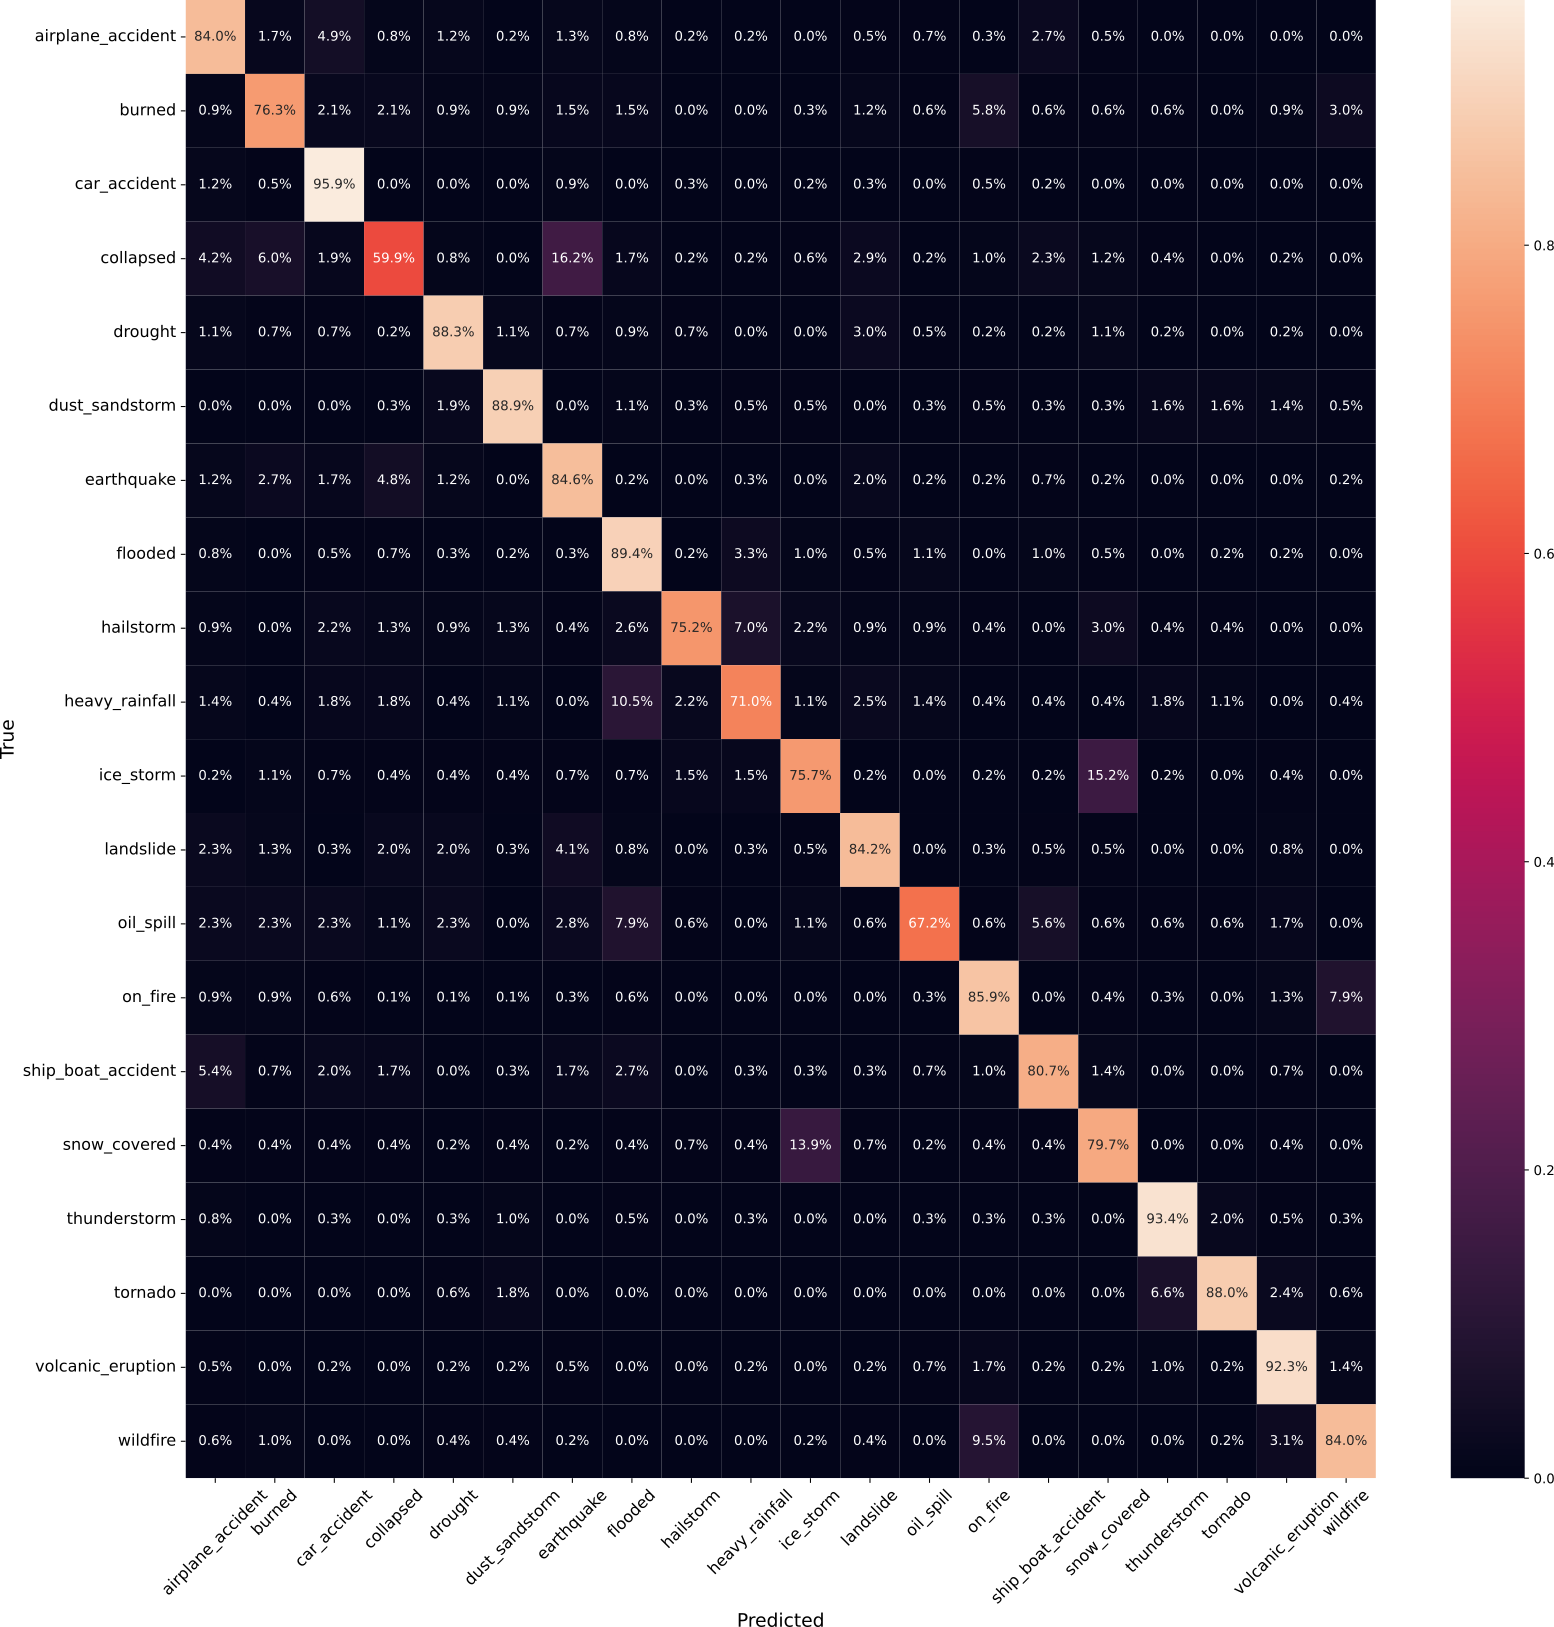 airplane_accident 84.0% 1.7% 4.9% 0.8% 1.2% 0.2% 1.3% 0.8% 0.2% 0.2% 0.0% 0.5% 0.7% 0.3% 2.7% 0.5% 0.0% 0.0% 0.0% 0.0%
burned 0.9% 76.3% 2.1% 2.1% 0.9% 0.9% 1.5% 1.5% 0.0% 0.0% 0.3% 1.2% 0.6% 5.8% 0.6% 0.6% 0.6% 0.0% 0.9% 3.0%
car_accident 1.2% 0.5% 95.9% 0.0% 0.0% 0.0% 0.9% 0.0% 0.3% 0.0% 0.2% 0.3% 0.0% 0.5% 0.2% 0.0% 0.0% 0.0% 0.0% 0.0%
collapsed 4.2% 6.0% 1.9% 59.9% 0.8% 0.0% 16.2% 1.7% 0.2% 0.2% 0.6% 2.9% 0.2% 1.0% 2.3% 1.2% 0.4% 0.0% 0.2% 0.0%
0.8
drought 1.1% 0.7% 0.7% 0.2% 88.3% 1.1% 0.7% 0.9% 0.7% 0.0% 0.0% 3.0% 0.5% 0.2% 0.2% 1.1% 0.2% 0.0% 0.2% 0.0%
dust_sandstorm 0.0% 0.0% 0.0% 0.3% 1.9% 88.9% 0.0% 1.1% 0.3% 0.5% 0.5% 0.0% 0.3% 0.5% 0.3% 0.3% 1.6% 1.6% 1.4% 0.5%
earthquake 1.2% 2.7% 1.7% 4.8% 1.2% 0.0% 84.6% 0.2% 0.0% 0.3% 0.0% 2.0% 0.2% 0.2% 0.7% 0.2% 0.0% 0.0% 0.0% 0.2%
flooded 0.8% 0.0% 0.5% 0.7% 0.3% 0.2% 0.3% 89.4% 0.2% 3.3% 1.0% 0.5% 1.1% 0.0% 1.0% 0.5% 0.0% 0.2% 0.2% 0.0%
0.6
hailstorm 0.9% 0.0% 2.2% 1.3% 0.9% 1.3% 0.4% 2.6% 75.2% 7.0% 2.2% 0.9% 0.9% 0.4% 0.0% 3.0% 0.4% 0.4% 0.0% 0.0%
heavy_rainfall 1.4% 0.4% 1.8% 1.8% 0.4% 1.1% 0.0% 10.5% 2.2% 71.0% 1.1% 2.5% 1.4% 0.4% 0.4% 0.4% 1.8% 1.1% 0.0% 0.4%
True
ice_storm 0.2% 1.1% 0.7% 0.4% 0.4% 0.4% 0.7% 0.7% 1.5% 1.5% 75.7% 0.2% 0.0% 0.2% 0.2% 15.2% 0.2% 0.0% 0.4% 0.0%
landslide 2.3% 1.3% 0.3% 2.0% 2.0% 0.3% 4.1% 0.8% 0.0% 0.3% 0.5% 84.2% 0.0% 0.3% 0.5% 0.5% 0.0% 0.0% 0.8% 0.0%
0.4
oil_spill 2.3% 2.3% 2.3% 1.1% 2.3% 0.0% 2.8% 7.9% 0.6% 0.0% 1.1% 0.6% 67.2% 0.6% 5.6% 0.6% 0.6% 0.6% 1.7% 0.0%
on_fire 0.9% 0.9% 0.6% 0.1% 0.1% 0.1% 0.3% 0.6% 0.0% 0.0% 0.0% 0.0% 0.3% 85.9% 0.0% 0.4% 0.3% 0.0% 1.3% 7.9%
ship_boat_accident 5.4% 0.7% 2.0% 1.7% 0.0% 0.3% 1.7% 2.7% 0.0% 0.3% 0.3% 0.3% 0.7% 1.0% 80.7% 1.4% 0.0% 0.0% 0.7% 0.0%
snow_covered 0.4% 0.4% 0.4% 0.4% 0.2% 0.4% 0.2% 0.4% 0.7% 0.4% 13.9% 0.7% 0.2% 0.4% 0.4% 79.7% 0.0% 0.0% 0.4% 0.0%
0.2
thunderstorm 0.8% 0.0% 0.3% 0.0% 0.3% 1.0% 0.0% 0.5% 0.0% 0.3% 0.0% 0.0% 0.3% 0.3% 0.3% 0.0% 93.4% 2.0% 0.5% 0.3%
tornado 0.0% 0.0% 0.0% 0.0% 0.6% 1.8% 0.0% 0.0% 0.0% 0.0% 0.0% 0.0% 0.0% 0.0% 0.0% 0.0% 6.6% 88.0% 2.4% 0.6%
volcanic_eruption 0.5% 0.0% 0.2% 0.0% 0.2% 0.2% 0.5% 0.0% 0.0% 0.2% 0.0% 0.2% 0.7% 1.7% 0.2% 0.2% 1.0% 0.2% 92.3% 1.4%
wildfire 0.6% 1.0% 0.0% 0.0% 0.4% 0.4% 0.2% 0.0% 0.0% 0.0% 0.2% 0.4% 0.0% 9.5% 0.0% 0.0% 0.0% 0.2% 3.1% 84.0%
0.0
airplane_accident burned car_accident collapsed drought dust_sandstorm earthquake flooded hailstorm heavy_rainfall ice_storm landslide oil_spill on_fire ship_boat_accident snow_covered thunderstorm tornado volcanic_eruption wildfire
Predicted